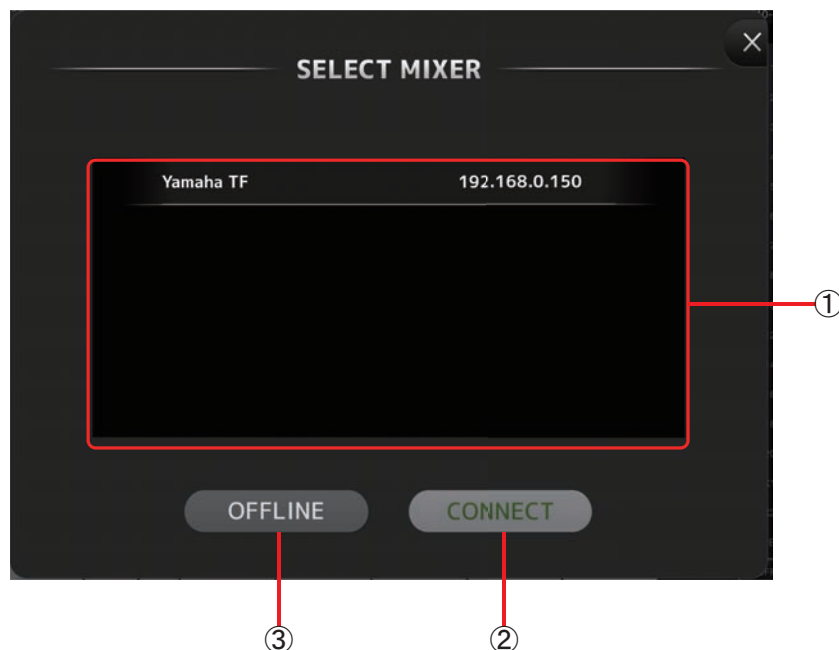 SELECT MIXER
Yamaha TF 192.168.0.150
①
OFFLINE CONNECT
③ ②